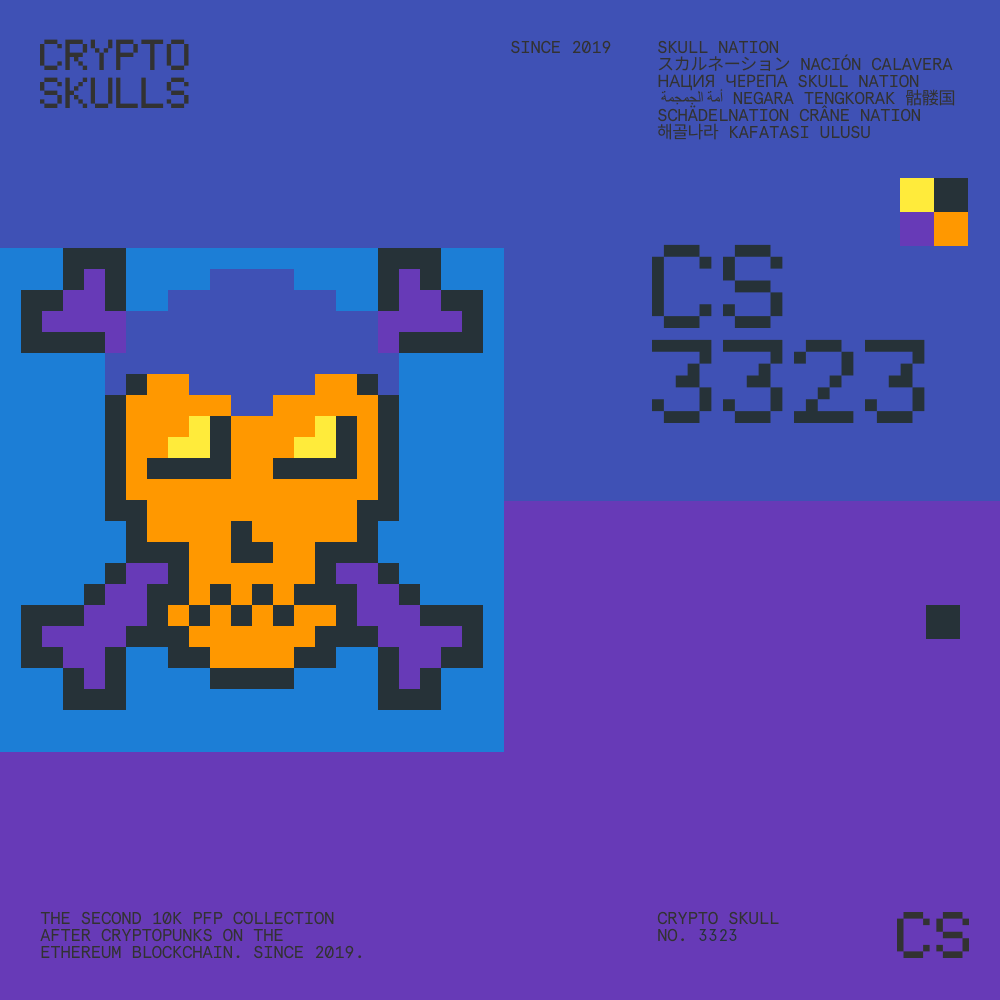 CRYPTO
SKULLS
SINCE 2019
SKULL NATION
スカルネーション NACIÓN CALAVERA
НАЦИЯ ЧЕРЕПА SKULL NATION
أمة الجمجمة NEGARA TENGKORAK 骷髅国
SCHÄDELNATION CRÂNE NATION
해골나라 KAFATASI ULUSU
CS
3323
THE SECOND 10K PFP COLLECTION
AFTER CRYPTOPUNKS ON THE
ETHEREUM BLOCKCHAIN. SINCE 2019.
CRYPTO SKULL
NO. 3323
CS